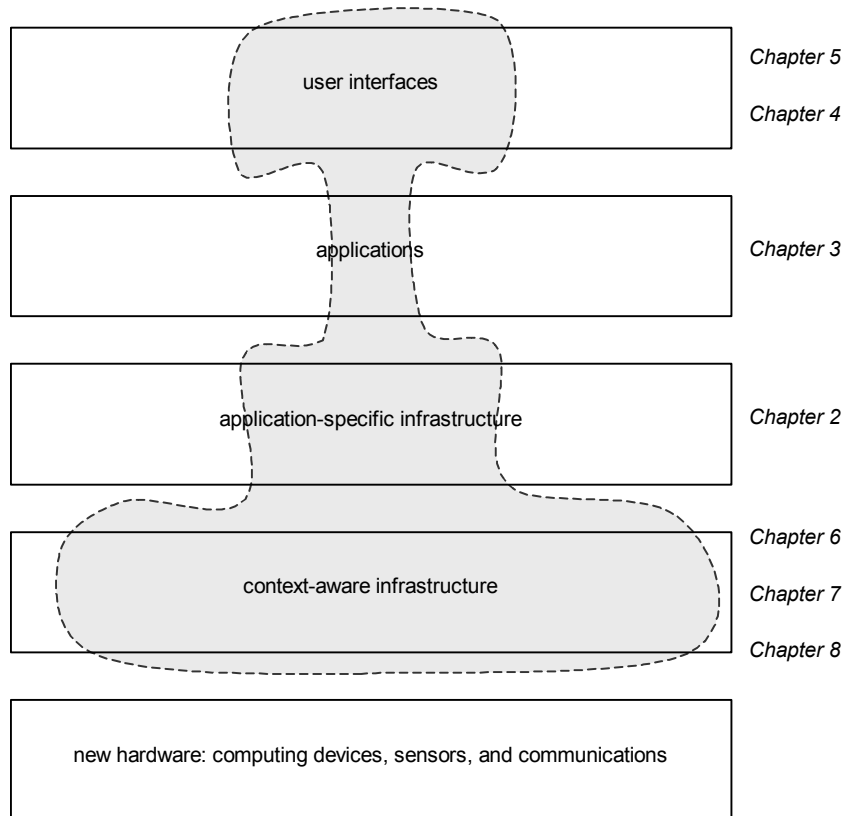 user interfaces
Chapter 5
Chapter 4
applications
Chapter 3
application-specific infrastructure
Chapter 2
context-aware infrastructure
Chapter 6
Chapter 7
Chapter 8
new hardware: computing devices, sensors, and communications